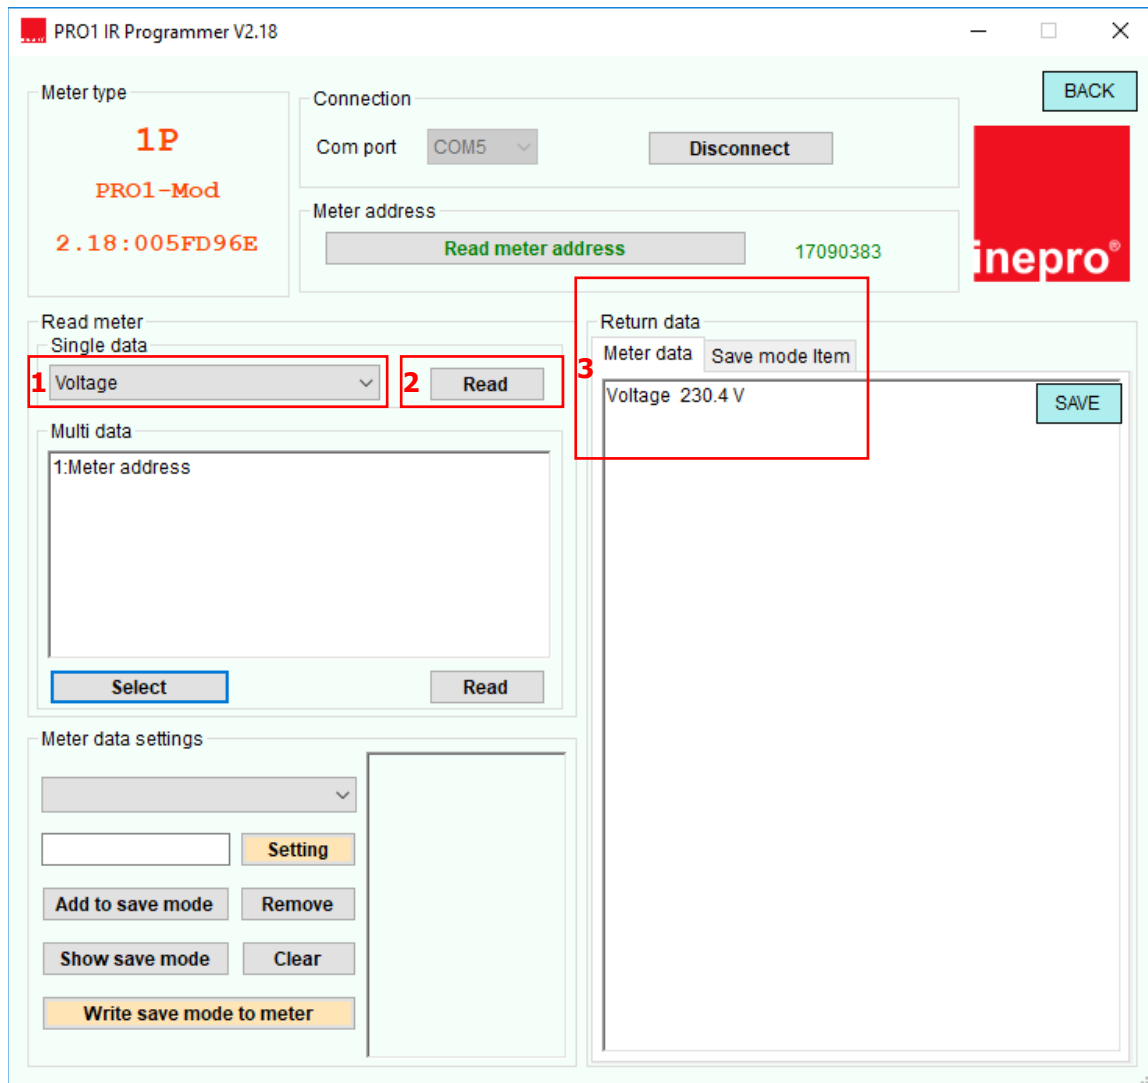 PRO1 IR Programmer V2.18
Meter type
1P
PRO1-Mod
2.18:005FD96E
Connection
Com port COM5 Disconnect
BACK
Meter address
Read meter address 17090383
inepro®
Read meter
Single data
1 Voltage 2 Read
Multi data
1:Meter address
Select Read
Return data
3 Meter data Save mode Item
Voltage 230.4 V
SAVE
Meter data settings
Setting
Add to save mode Remove
Show save mode Clear
Write save mode to meter